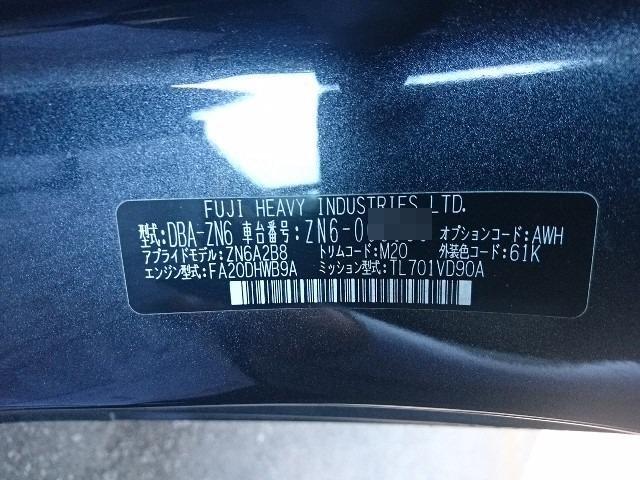 FUJI HEAVY INDUSTRIES LTD.
型式:DBA-ZN6 車台番号:ZN6-0 オプションコード:AWH
アプライドモデル:ZN6A2B8 トリムコード:M20 外装色コード:61K
エンジン型式:FA20DHWB9A ミッション型式:TL701VD90A